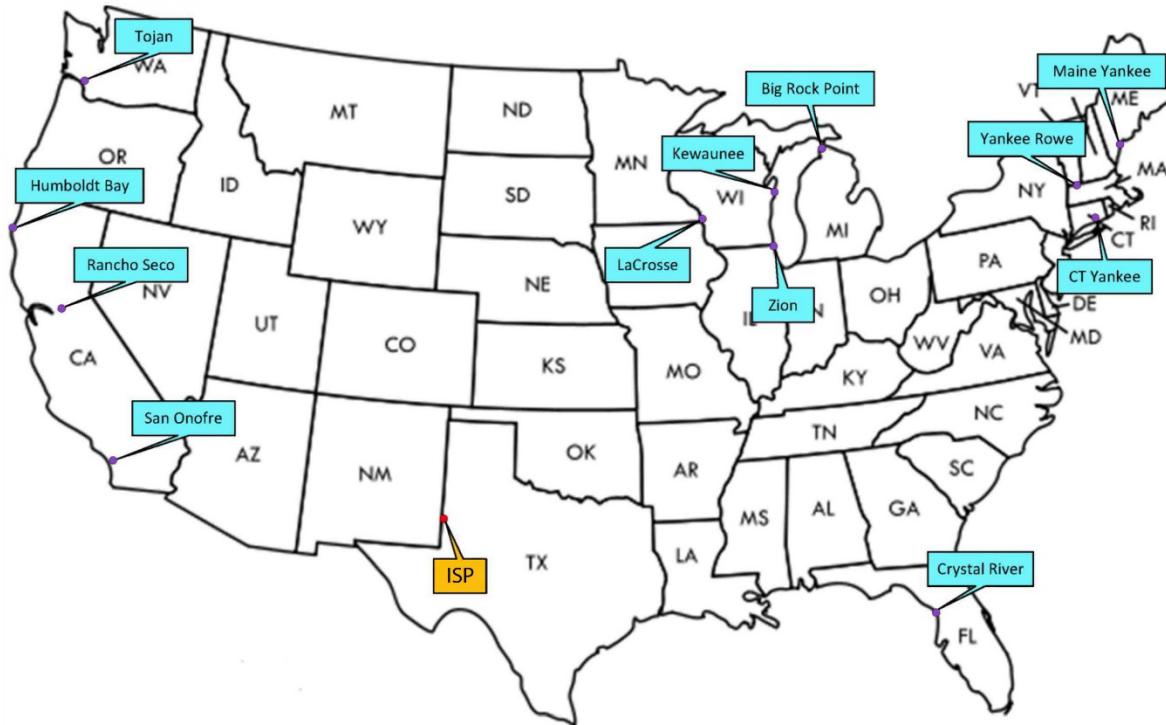 Tojan
WA
Maine Yankee
Big Rock Point
VT
ME
MT
ND
Yankee Rowe
Kewaunee
MN
OR
MA
Humboldt Bay
ID
SD
WI
NY
WY
MI
RI
CT
LaCrosse
Rancho Seco
PA
CT Yankee
NE
NV
OH
Zion
DE
IL
UT
MD
CO
WV
CA
VA
KS
MO
KY
San Onofre
NC
TN
AZ
OK
NM
AR
SC
MS
AL
GA
LA
TX
ISP
Crystal River
FL